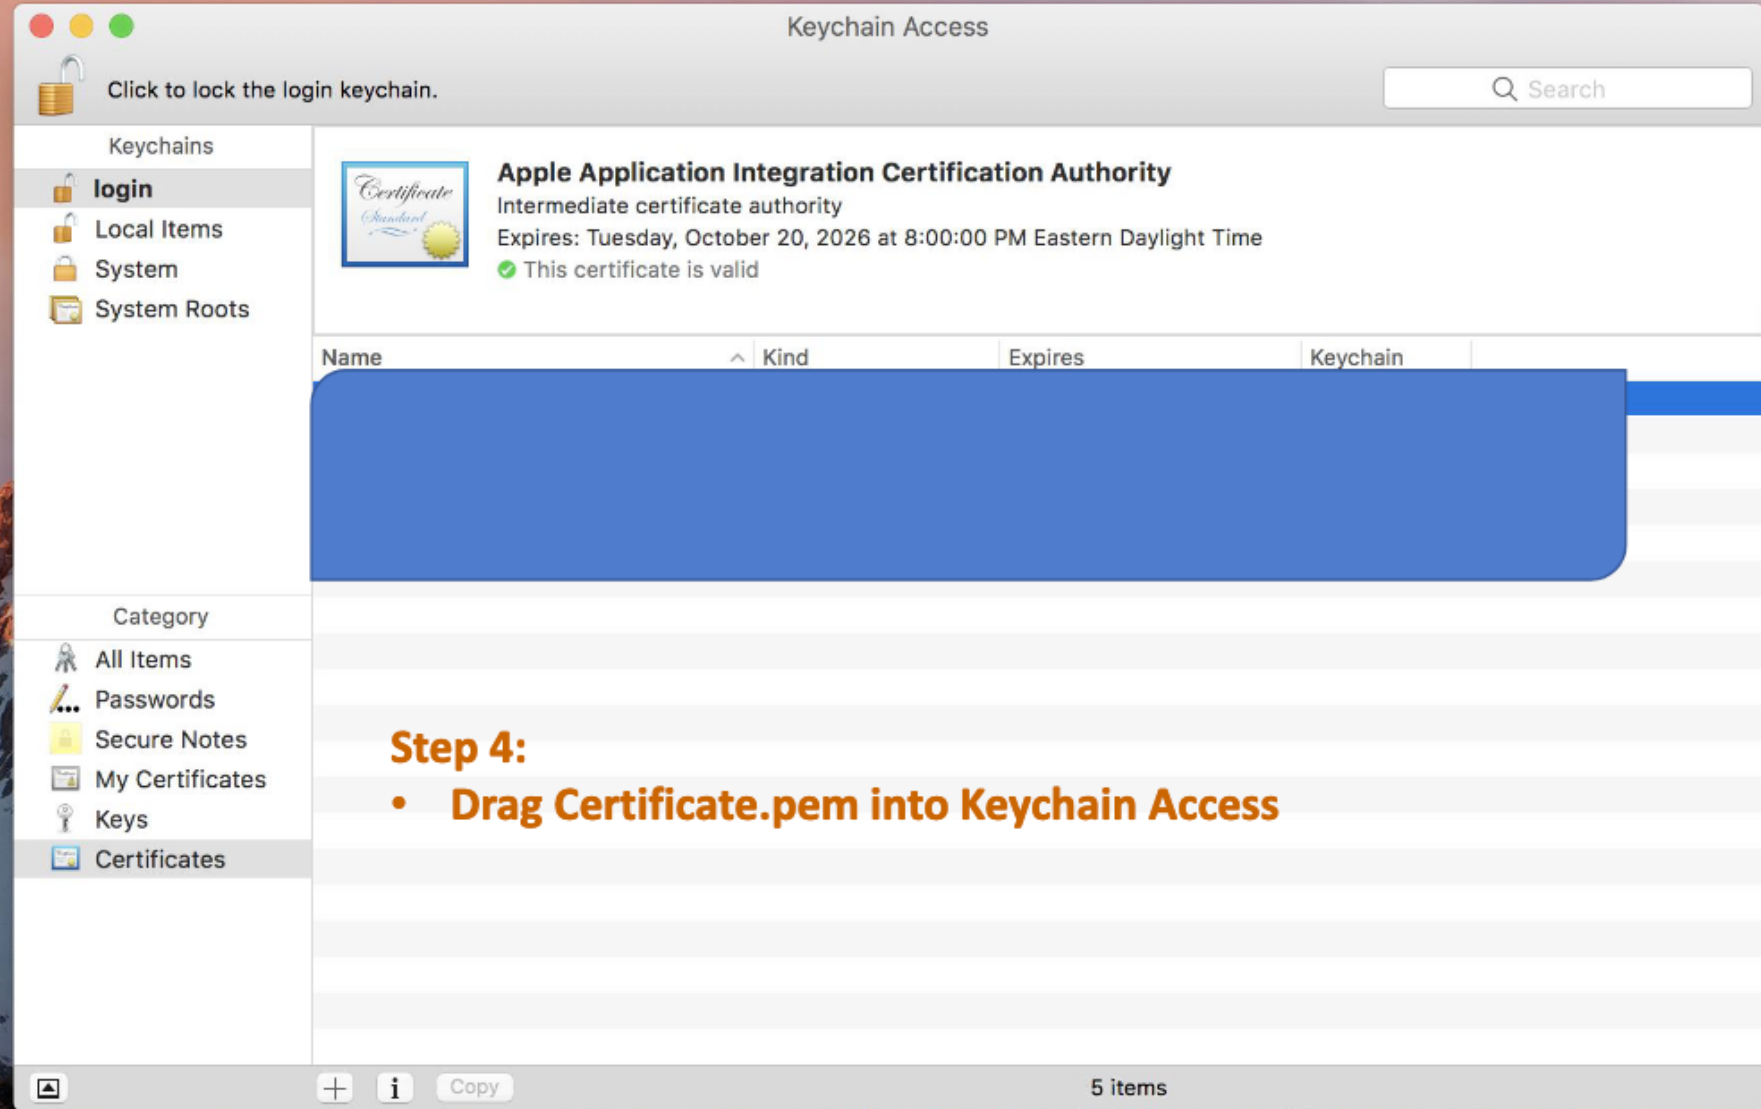 Keychain Access
Click to lock the login keychain.
Search
Keychains
login
Local Items
System
System Roots
Certificate
Standard
Apple Application Integration Certification Authority
Intermediate certificate authority
Expires: Tuesday, October 20, 2026 at 8:00:00 PM Eastern Daylight Time
This certificate is valid
Name Kind Expires Keychain
Category
All Items
Passwords
Secure Notes
My Certificates
Keys
Certificates
Step 4:
• Drag Certificate.pem into Keychain Access
Copy
5 items